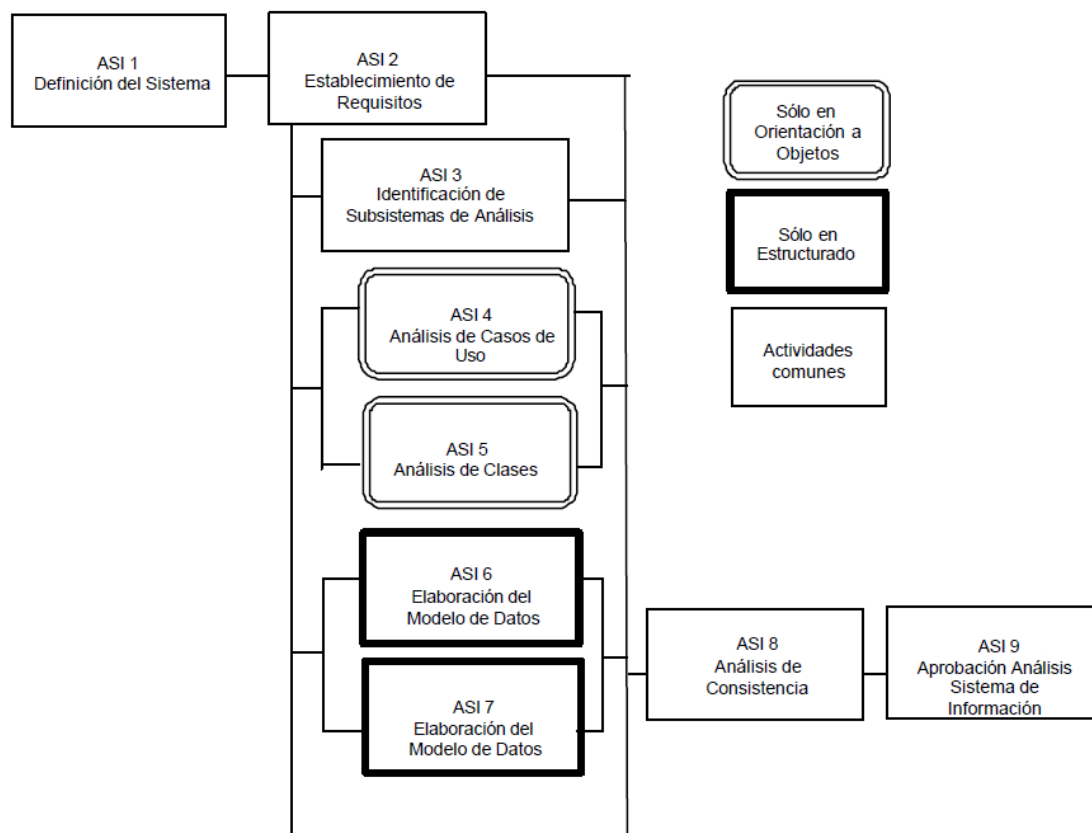 ASI 1
Definición del Sistema
ASI 2
Establecimiento de
Requisitos
Sólo en
Orientación a
Objetos
ASI 3
Identificación de
Subsistemas de Análisis
Sólo en
Estructurado
ASI 4
Análisis de Casos de
Uso
Actividades
comunes
ASI 5
Análisis de Clases
ASI 6
Elaboración del
Modelo de Datos
ASI 7
Elaboración del
Modelo de Datos
ASI 8
Análisis de
Consistencia
ASI 9
Aprobación Análisis
Sistema de
Información